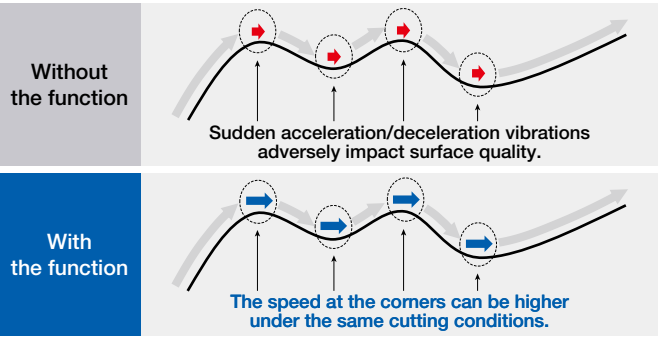 Without
the function
Sudden acceleration/deceleration vibrations
adversely impact surface quality.
With
the function
The speed at the corners can be higher
under the same cutting conditions.